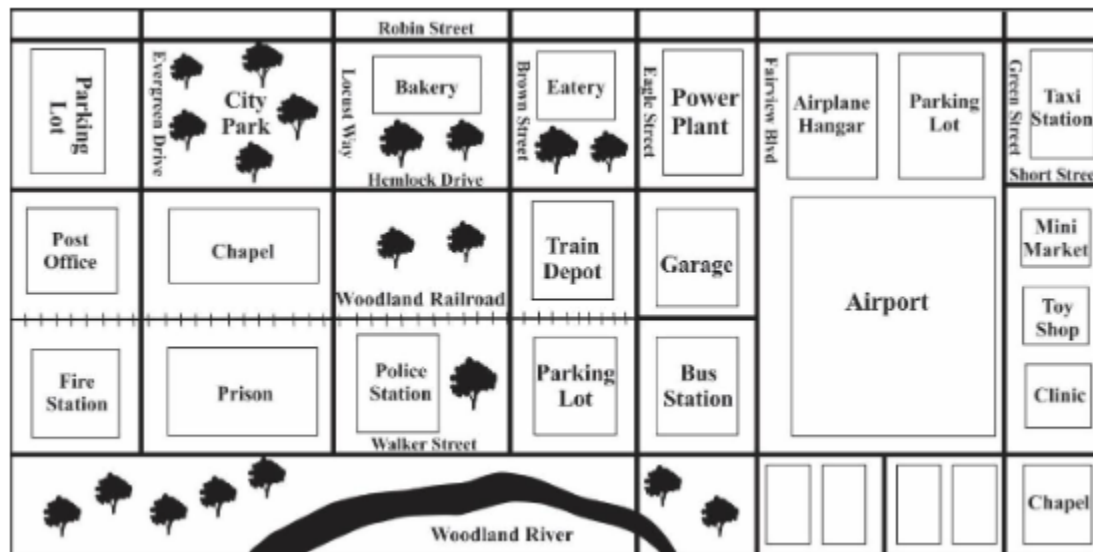 Robin Street
Parking
Lot
Evergreen Drive
City
Park
Locust Way
Bakery
Brown Street
Eatery
Eagle Street
Power
Plant
Fairview Blvd
Airplane
Hangar
Parking
Lot
Green Street
Taxi
Station
Hemlock Drive
Short Stree
Post
Office
Chapel
Train
Depot
Garage
Airport
Mini
Market
Woodland Railroad
Toy
Shop
Fire
Station
Prison
Police
Station
Parking
Lot
Bus
Station
Clinic
Walker Street
Woodland River
Chapel